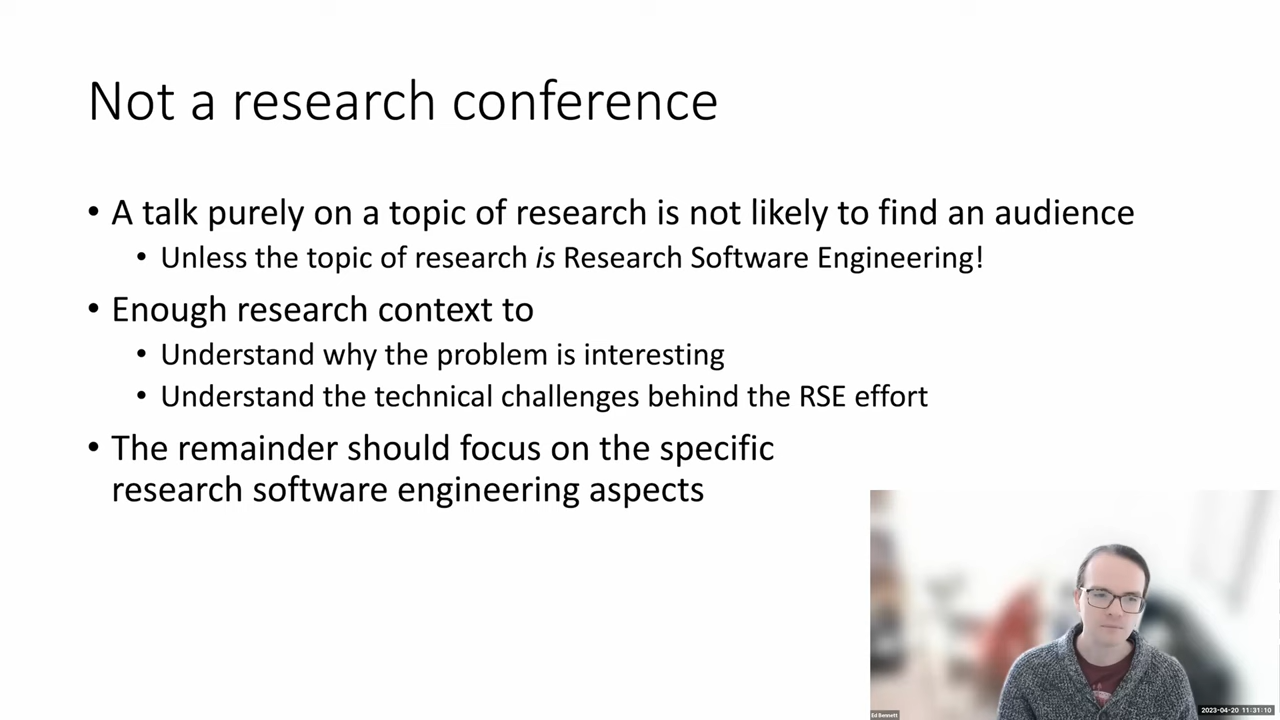 Not a research conference
• A talk purely on a topic of research is not likely to find an audience
• Unless the topic of research is Research Software Engineering!
• Enough research context to
• Understand why the problem is interesting
• Understand the technical challenges behind the RSE effort
• The remainder should focus on the specific
research software engineering aspects
Ed Bennett
2023-04-20 11:31:10